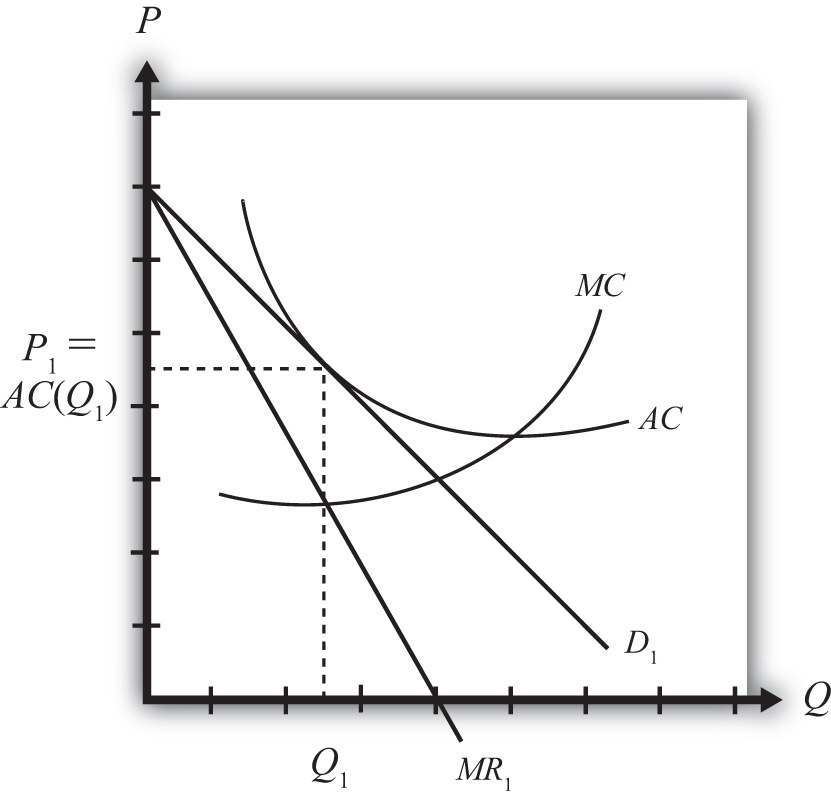 P
MC
P₁ =
AC(Q₁)
AC
D₁
Q
Q₁
MR₁